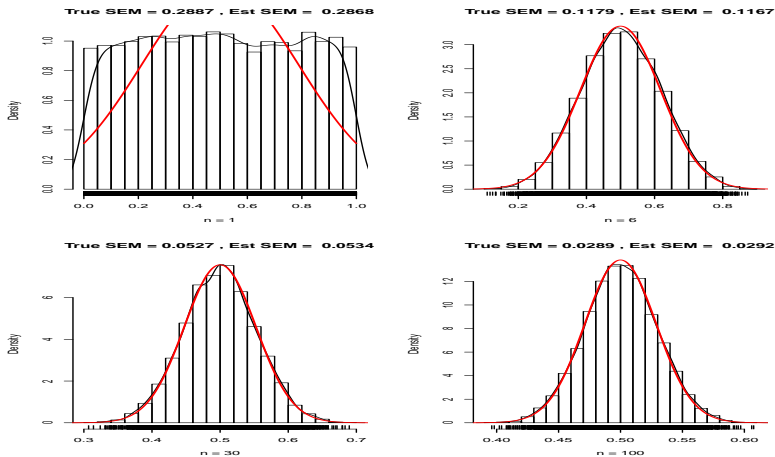 True SEM = 0.2887 , Est SEM = 0.2868
Density
0.0 0.2 0.4 0.6 0.8 1.0
0.0 0.2 0.4 0.6 0.8 1.0
n = 1
True SEM = 0.1179 , Est SEM = 0.1167
Density
0.0 0.5 1.0 1.5 2.0 2.5 3.0
0.2 0.4 0.6 0.8
n = 6
True SEM = 0.0527 , Est SEM = 0.0534
Density
0 2 4 6
0.3 0.4 0.5 0.6 0.7
n = 30
True SEM = 0.0289 , Est SEM = 0.0292
Density
0 2 4 6 8 10 12
0.40 0.45 0.50 0.55 0.60
n = 100